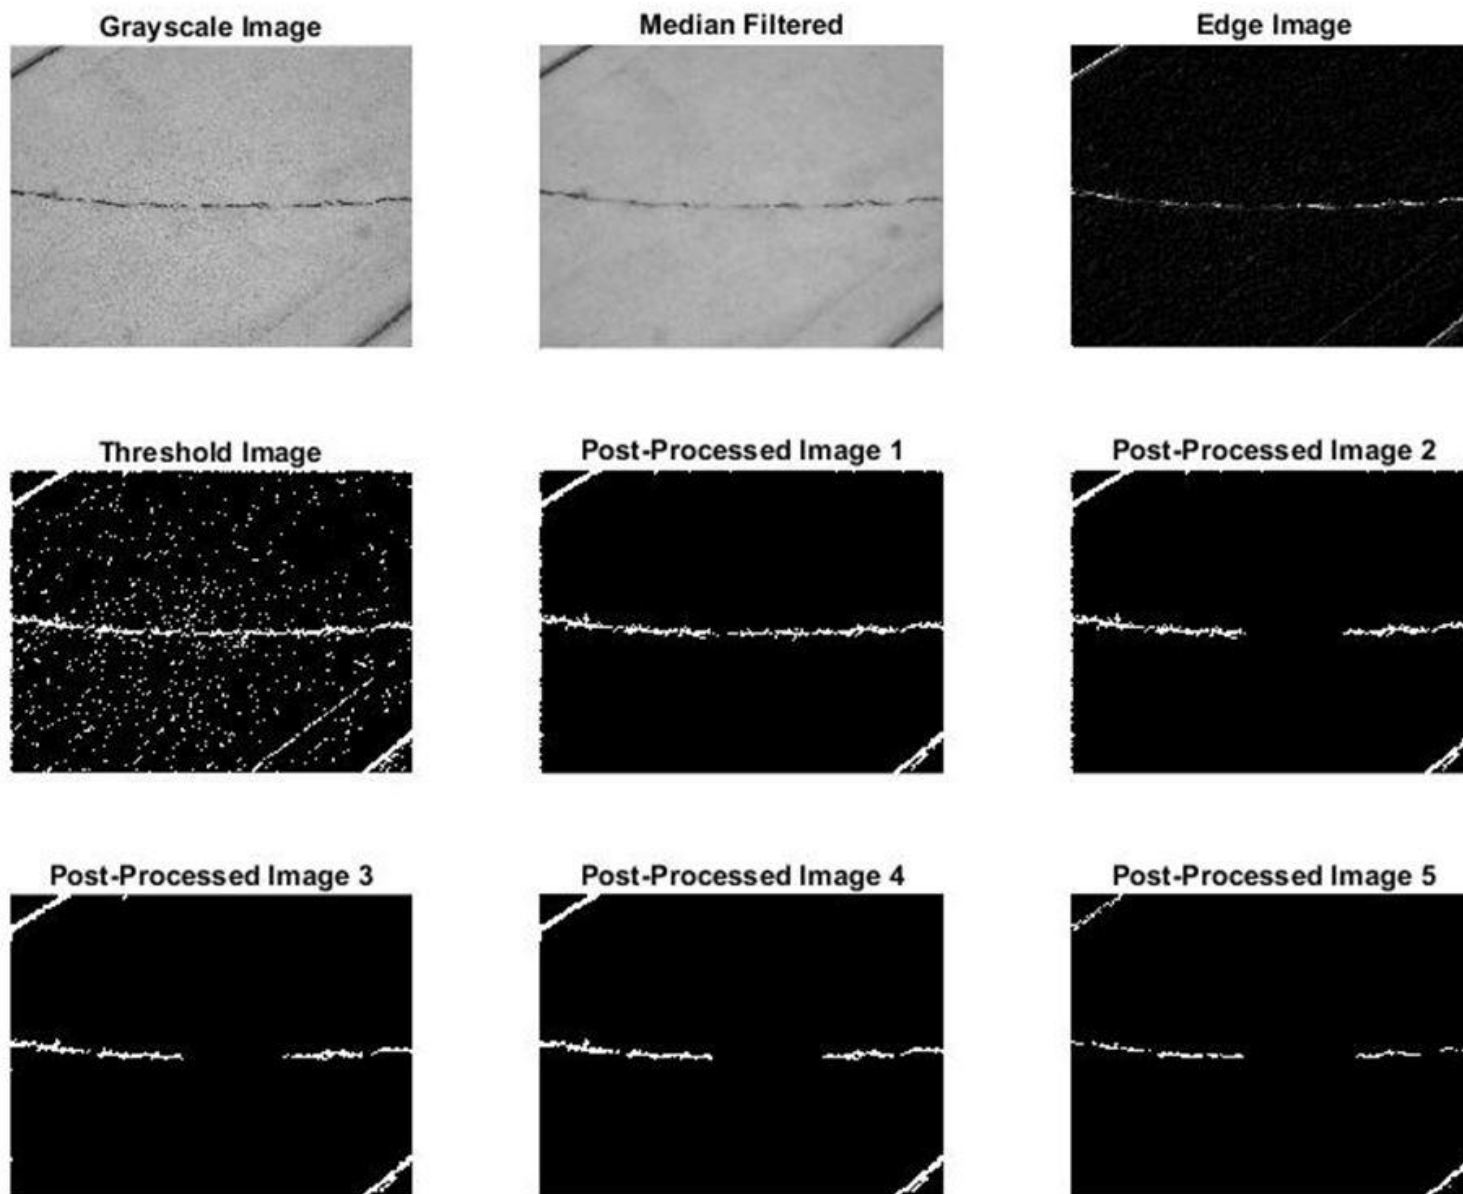 Grayscale Image
Median Filtered
Edge Image
Threshold Image
Post-Processed Image 1
Post-Processed Image 2
Post-Processed Image 3
Post-Processed Image 4
Post-Processed Image 5